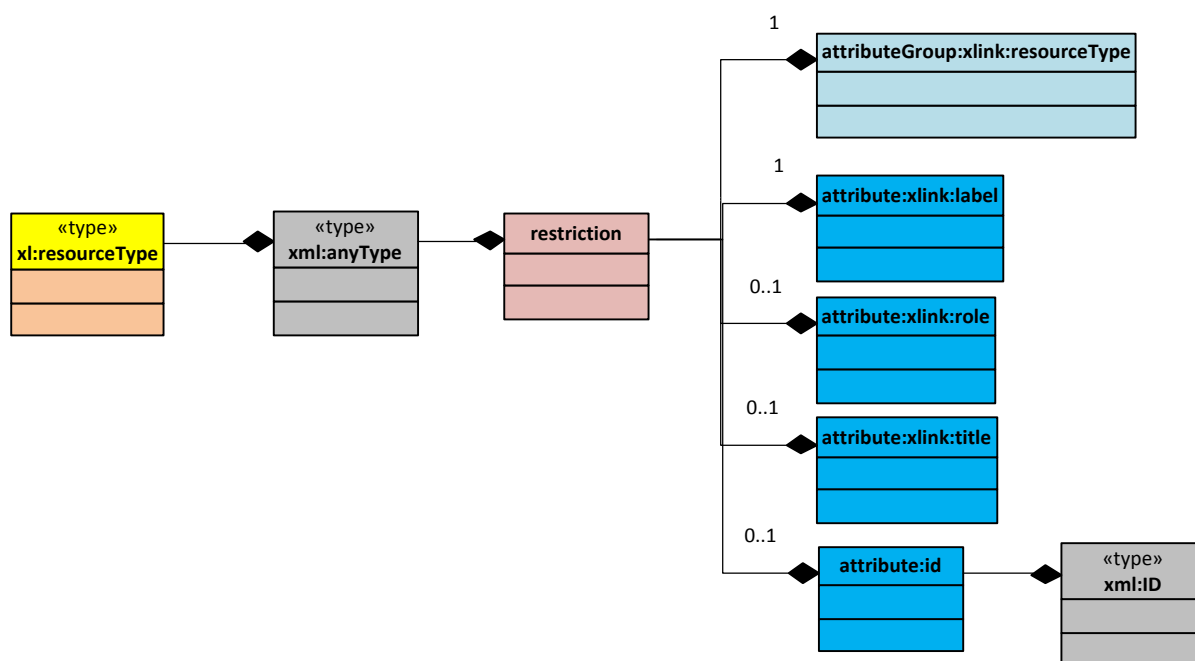 1
attributeGroup:xlink:resourceType
1
attribute:xlink:label
«type»
xl:resourceType
«type»
xml:anyType
restriction
0..1
attribute:xlink:role
0..1
attribute:xlink:title
0..1
attribute:id
«type»
xml:ID